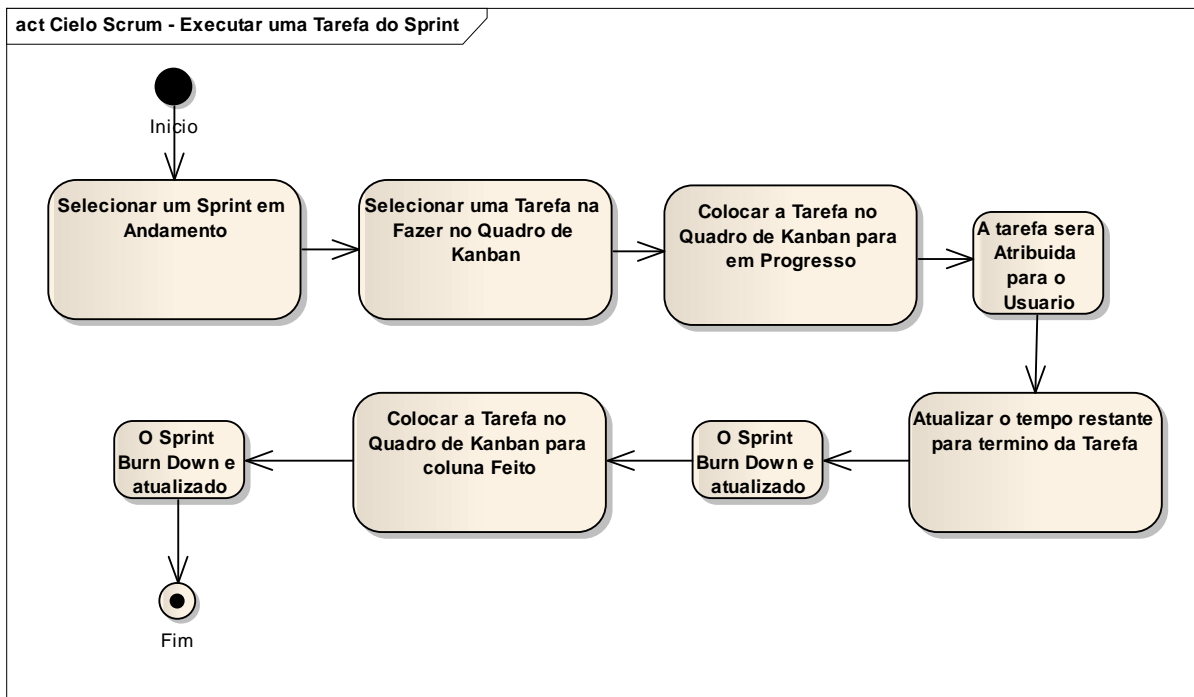 act Cielo Scrum - Executar uma Tarefa do Sprint
Inicio
Selecionar um Sprint em
Andamento
Selecionar uma Tarefa na
Fazer no Quadro de
Kanban
Colocar a Tarefa no
Quadro de Kanban para
em Progresso
A tarefa sera
Atribuida
para o
Usuario
Atualizar o tempo restante
para termino da Tarefa
O Sprint
Burn Down e
atualizado
Colocar a Tarefa no
Quadro de Kanban para
coluna Feito
O Sprint
Burn Down e
atualizado
Fim